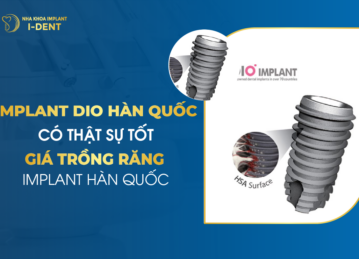 NHA KHOA IMPLANT
I-DENT
IMPLANT DIO HÀN QUỐC
CÓ THẬT SỰ TỐT
GIÁ TRỒNG RĂNG
IMPLANT HÀN QUỐC
IO IMPLANT
HSA Surface